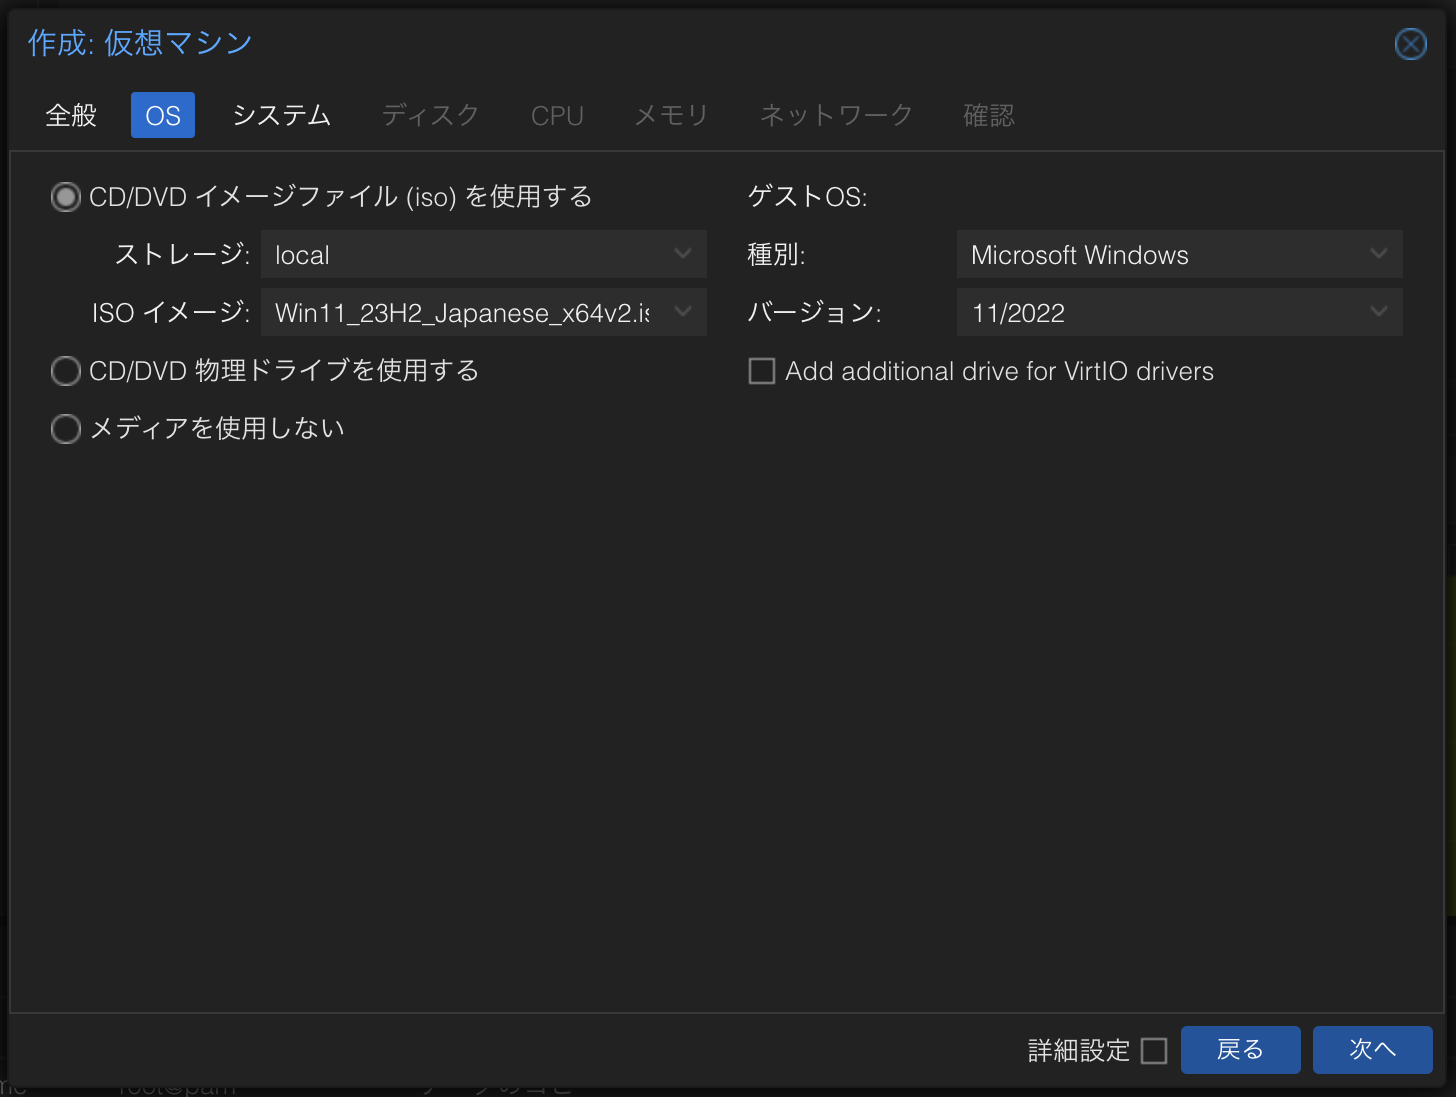 作成: 仮想マシン
全般 OS システム ディスク CPU メモリ ネットワーク 確認
CD/DVD イメージファイル (iso) を使用する
ストレージ: local
ISO イメージ: Win11_23H2_Japanese_x64v2.is
CD/DVD 物理ドライブを使用する
メディアを使用しない
ゲストOS:
種別: Microsoft Windows
バージョン: 11/2022
Add additional drive for VirtIO drivers
詳細設定 戻る 次へ
root@pam